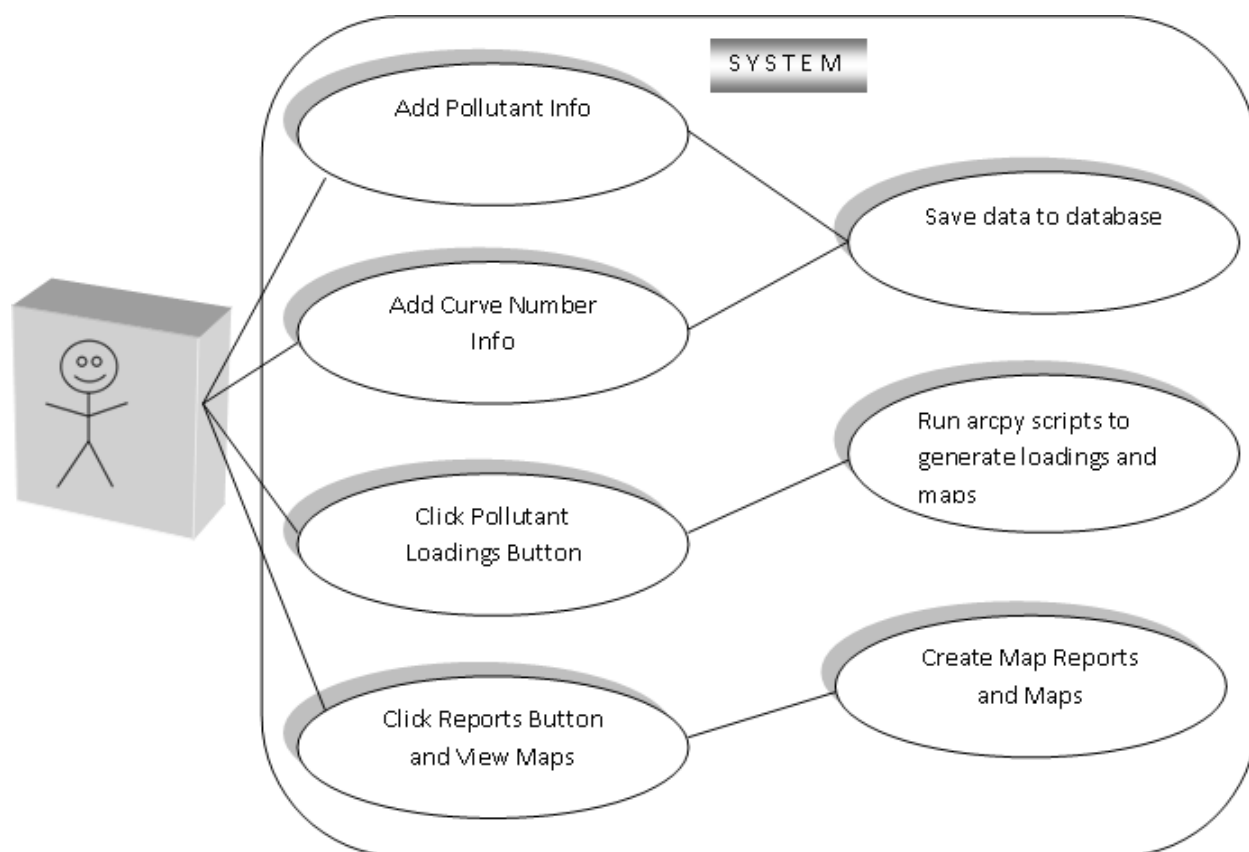 SYSTEM
Add Pollutant Info
Save data to database
Add Curve Number
Info
Run arcpy scripts to
generate loadings and
maps
Click Pollutant
Loadings Button
Create Map Reports
and Maps
Click Reports Button
and View Maps